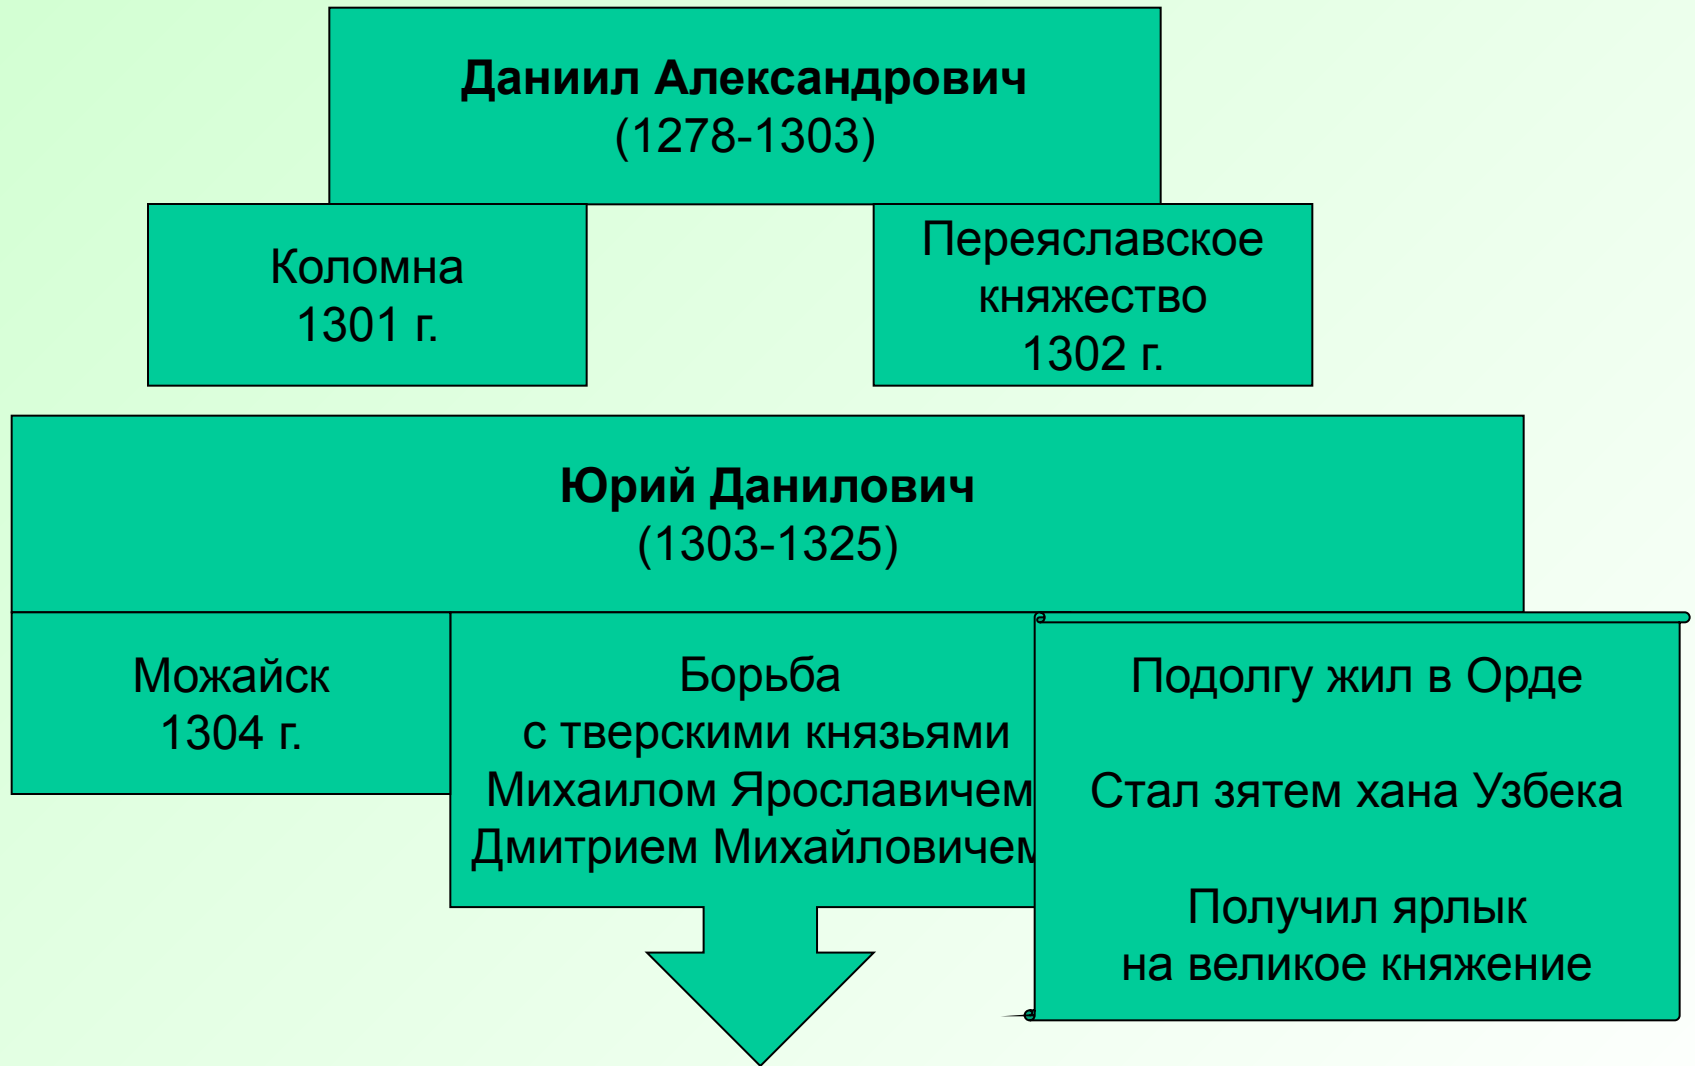 Даниил Александрович
(1278-1303)
Коломна
1301 г.
Переяславское
княжество
1302 г.
Юрий Данилович
(1303-1325)
Можайск
1304 г.
Борьба
с тверскими князьями
Михаилом Ярославичем
Дмитрием Михайловичем
Подолгу жил в Орде
Стал зятем хана Узбека
Получил ярлык
на великое княжение